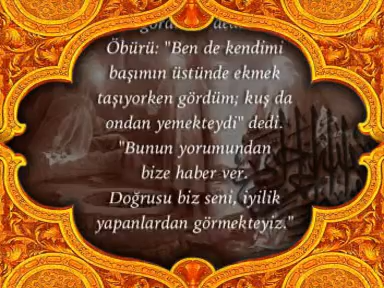 Öbürü: "Ben de kendimi
başımın üstünde ekmek
taşıyorken gördüm; kuş da
ondan yemekteydi" dedi.
"Bunun yorumundan
bize haber ver.
Doğrusu biz seni, iyilik
yapanlardan görmekteyiz."